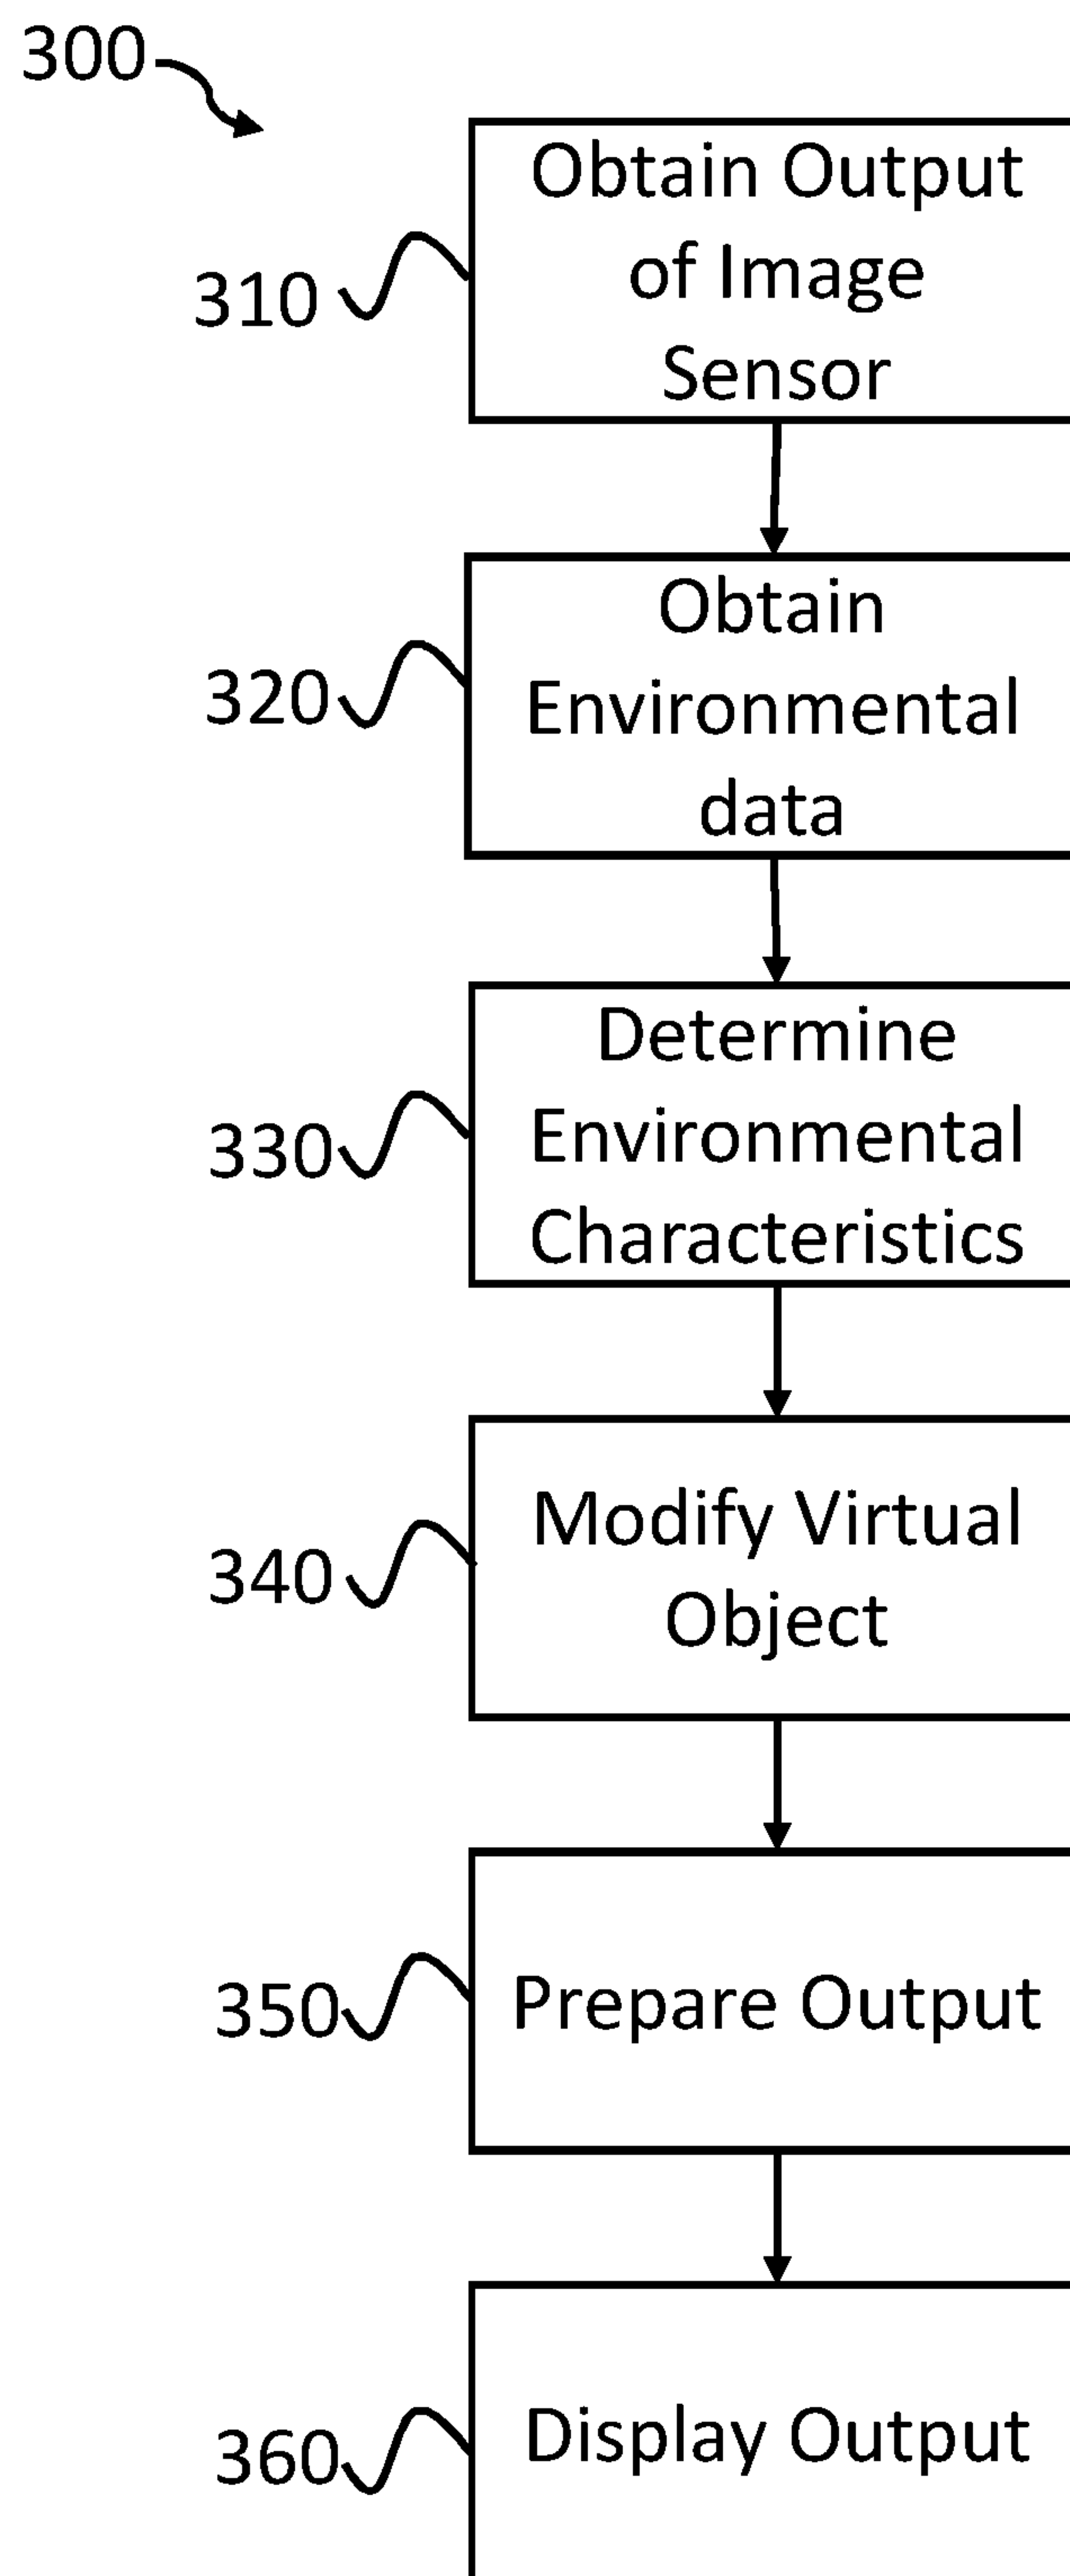 300
310
Obtain Output
of Image
Sensor
320
Obtain
Environmental
data
330
Determine
Environmental
Characteristics
340
Modify Virtual
Object
350
Prepare Output
360
Display Output